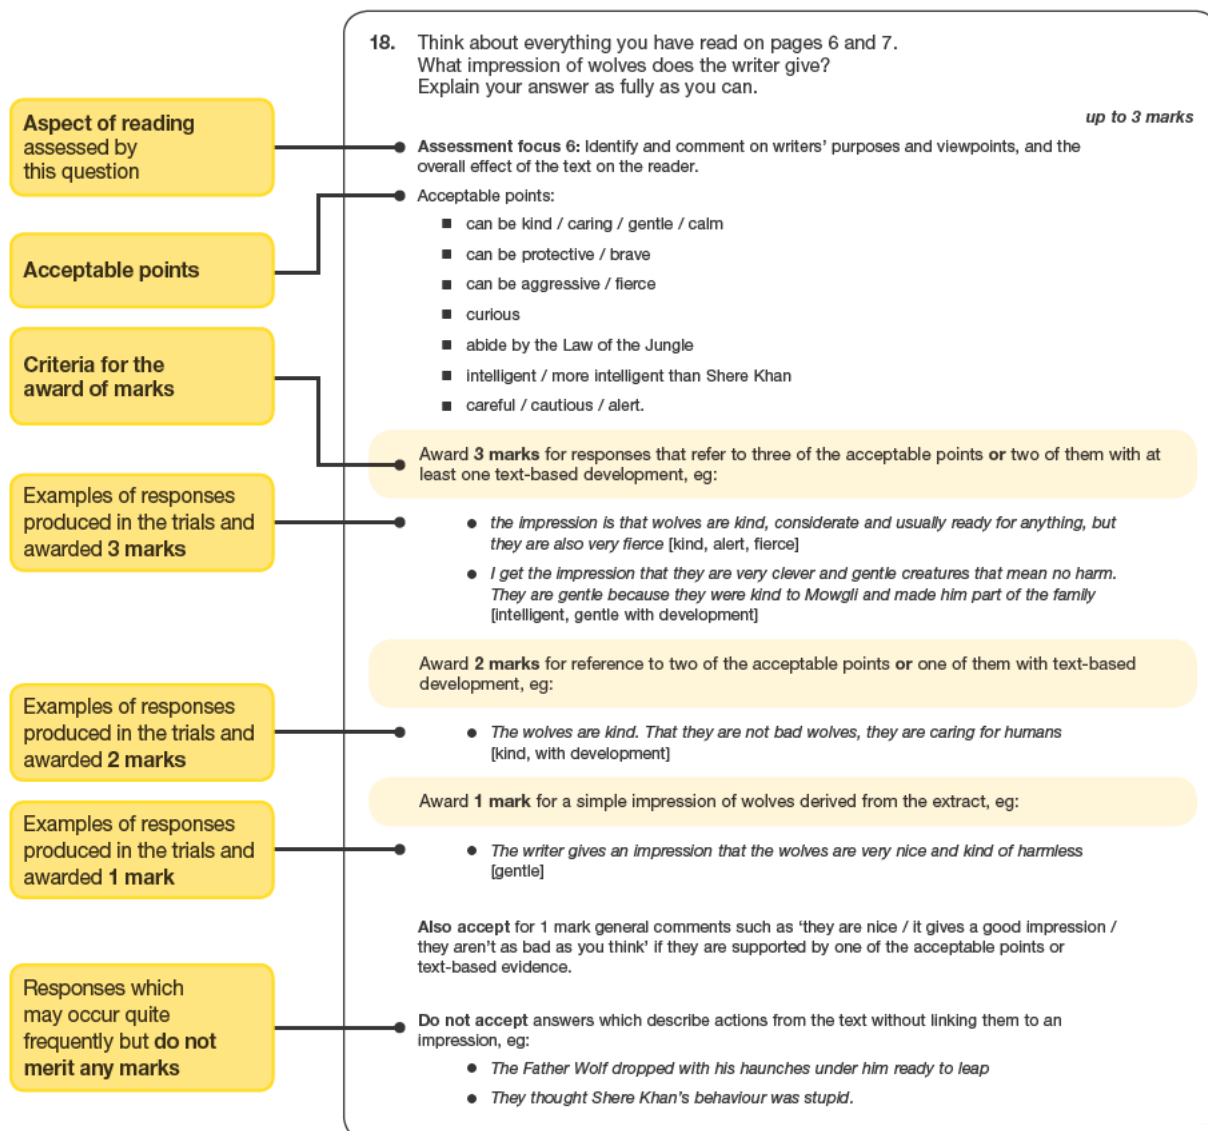 18. Think about everything you have read on pages 6 and 7.
What impression of wolves does the writer give?
Explain your answer as fully as you can.
up to 3 marks
Aspect of reading
assessed by
this question
Assessment focus 6: Identify and comment on writers' purposes and viewpoints, and the
overall effect of the text on the reader.
Acceptable points
Acceptable points:
■ can be kind / caring / gentle / calm
■ can be protective / brave
■ can be aggressive / fierce
■ curious
■ abide by the Law of the Jungle
■ intelligent / more intelligent than Shere Khan
■ careful / cautious / alert.
Criteria for the
award of marks
Award 3 marks for responses that refer to three of the acceptable points or two of them with at
least one text-based development, eg:
Examples of responses
produced in the trials and
awarded 3 marks
● the impression is that wolves are kind, considerate and usually ready for anything, but
they are also very fierce [kind, alert, fierce]
● I get the impression that they are very clever and gentle creatures that mean no harm.
They are gentle because they were kind to Mowgli and made him part of the family
[intelligent, gentle with development]
Award 2 marks for reference to two of the acceptable points or one of them with text-based
development, eg:
Examples of responses
produced in the trials and
awarded 2 marks
● The wolves are kind. That they are not bad wolves, they are caring for humans
[kind, with development]
Award 1 mark for a simple impression of wolves derived from the extract, eg:
Examples of responses
produced in the trials and
awarded 1 mark
● The writer gives an impression that the wolves are very nice and kind of harmless
[gentle]
Also accept for 1 mark general comments such as 'they are nice / it gives a good impression /
they aren't as bad as you think' if they are supported by one of the acceptable points or
text-based evidence.
Responses which
may occur quite
frequently but do not
merit any marks
Do not accept answers which describe actions from the text without linking them to an
impression, eg:
● The Father Wolf dropped with his haunches under him ready to leap
● They thought Shere Khan's behaviour was stupid.